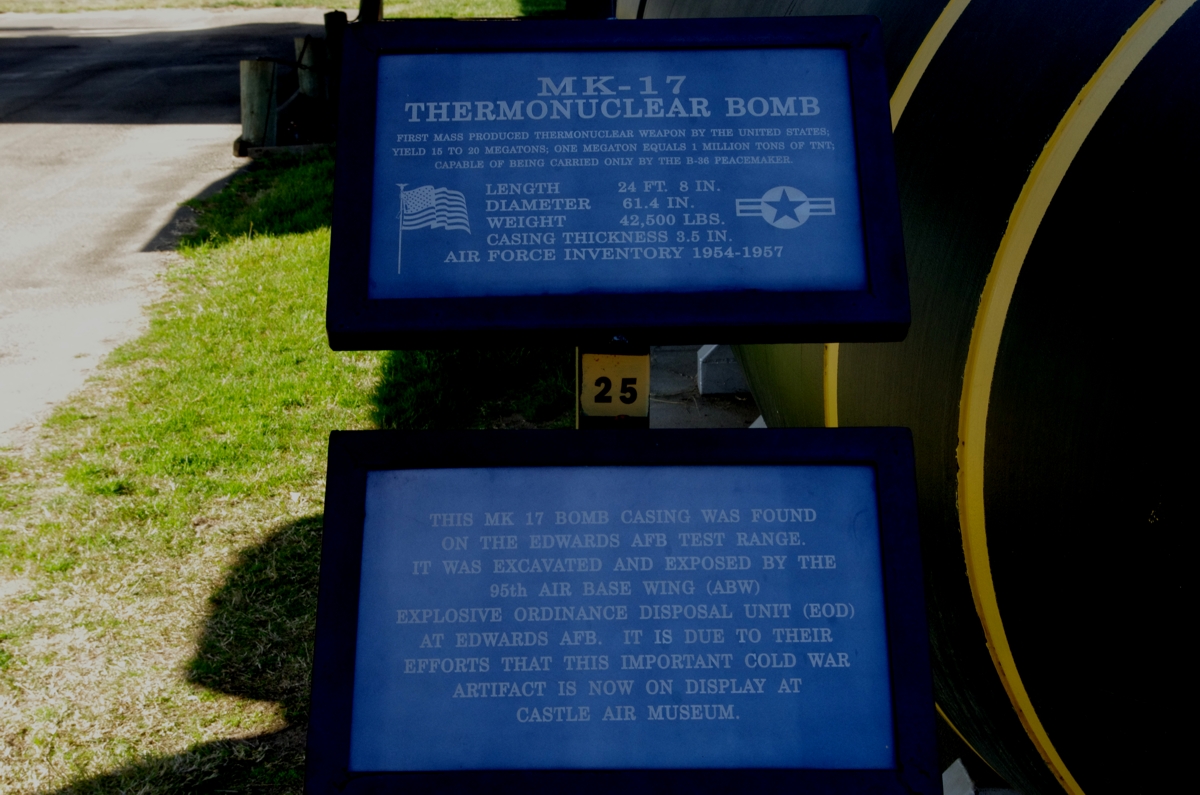 MK-17
THERMONUCLEAR BOMB
FIRST MASS PRODUCED THERMONUCLEAR WEAPON BY THE UNITED STATES;
YIELD 15 TO 20 MEGATONS; ONE MEGATON EQUALS 1 MILLION TONS OF TNT;
CAPABLE OF BEING CARRIED ONLY BY THE B-36 PEACEMAKER.
LENGTH 24 FT. 8 IN.
DIAMETER 61.4 IN.
WEIGHT 42,500 LBS.
CASING THICKNESS 3.5 IN.
AIR FORCE INVENTORY 1954-1957
25
THIS MK 17 BOMB CASING WAS FOUND
ON THE EDWARDS AFB TEST RANGE.
IT WAS EXCAVATED AND EXPOSED BY THE
95th AIR BASE WING (ABW)
EXPLOSIVE ORDINANCE DISPOSAL UNIT (EOD)
AT EDWARDS AFB. IT IS DUE TO THEIR
EFFORTS THAT THIS IMPORTANT COLD WAR
ARTIFACT IS NOW ON DISPLAY AT
CASTLE AIR MUSEUM.